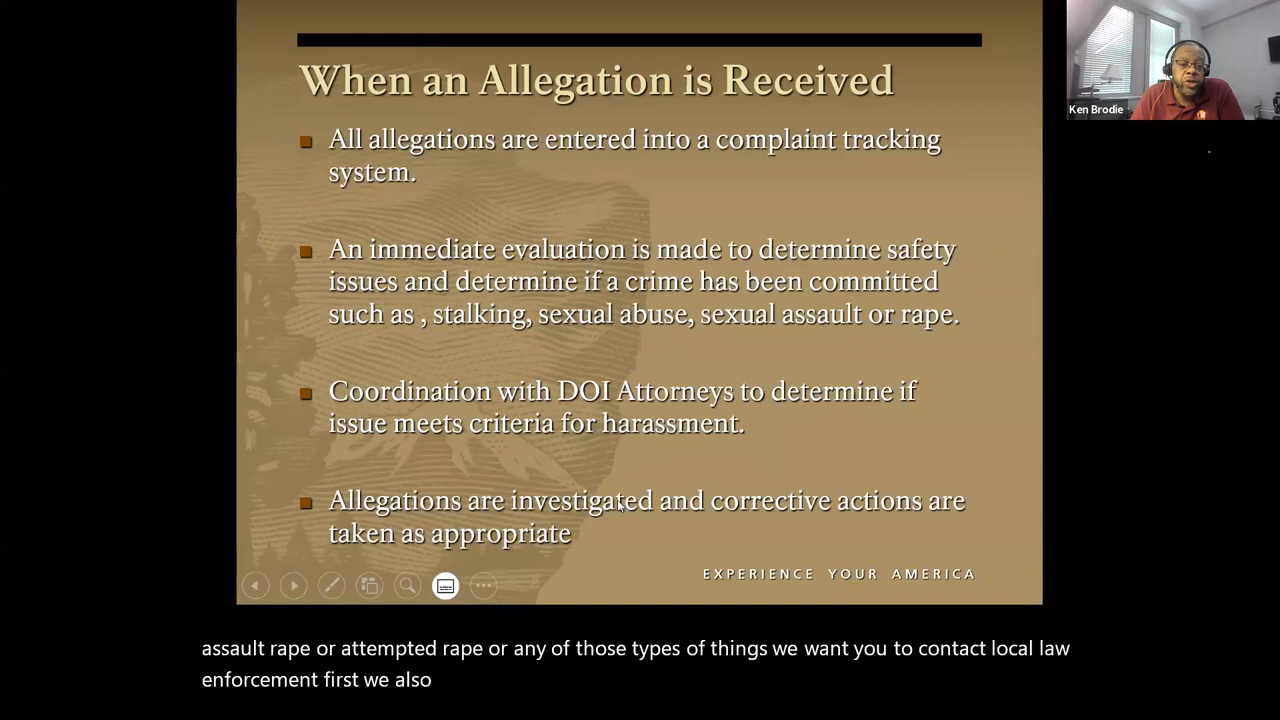 When an Allegation is Received
Ken Brodie
All allegations are entered into a complaint tracking
system.
An immediate evaluation is made to determine safety
issues and determine if a crime has been committed
such as , stalking, sexual abuse, sexual assault or rape.
Coordination with DOI Attorneys to determine if
issue meets criteria for harassment.
Allegations are investigated and corrective actions are
taken as appropriate
EXPERIENCE YOUR AMERICA
assault rape or attempted rape or any of those types of things we want you to contact local law
enforcement first we also